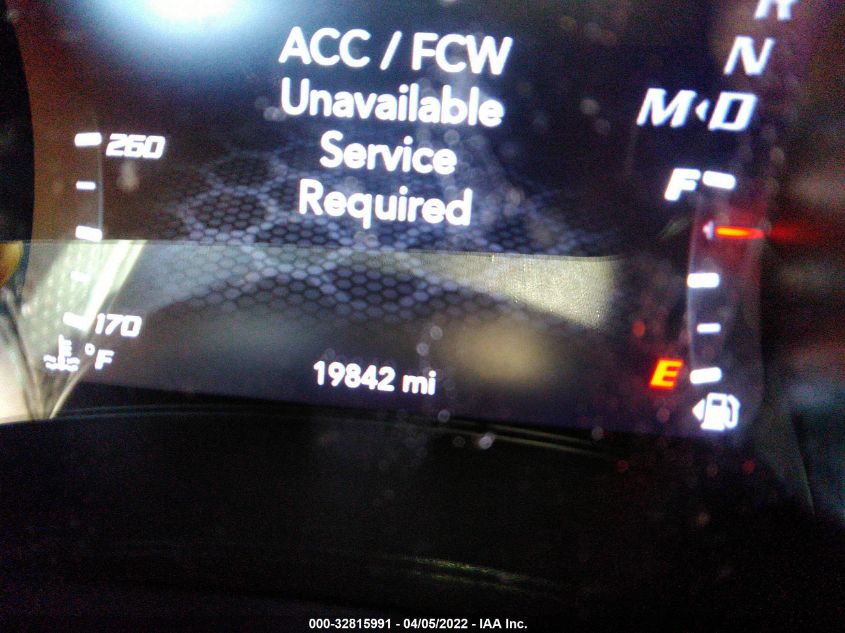 ACC / FCW
Unavailable
Service
Required
R
N
M D
260
F
170
°F
19842 mi
E
000-32815991 - 04/05/2022 - IAA Inc.